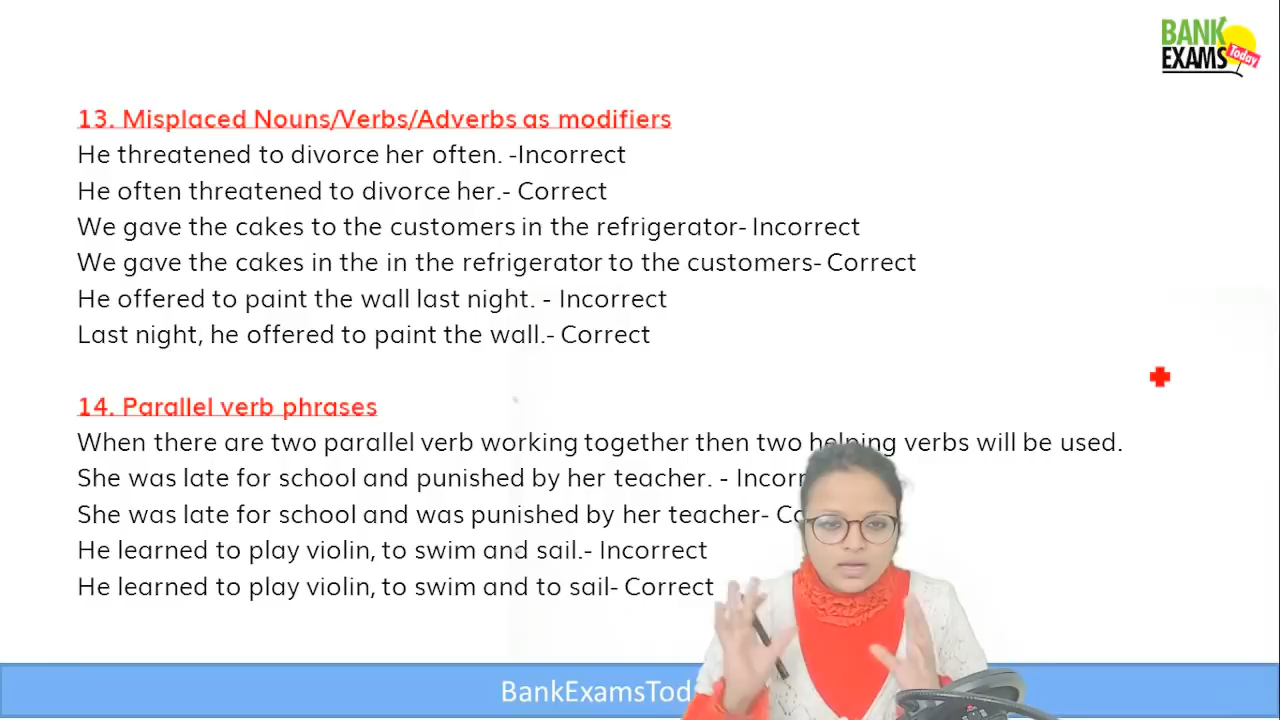 BANK
EXAMS Today
13. Misplaced Nouns/Verbs/Adverbs as modifiers
He threatened to divorce her often. -Incorrect
He often threatened to divorce her.- Correct
We gave the cakes to the customers in the refrigerator- Incorrect
We gave the cakes in the in the refrigerator to the customers- Correct
He offered to paint the wall last night. - Incorrect
Last night, he offered to paint the wall.- Correct
14. Parallel verb phrases
When there are two parallel verb working together then two helping verbs will be used.
She was late for school and punished by her teacher. - Incorr
She was late for school and was punished by her teacher- Co
He learned to play violin, to swim and sail.- Incorrect
He learned to play violin, to swim and to sail- Correct
BankExamsTod